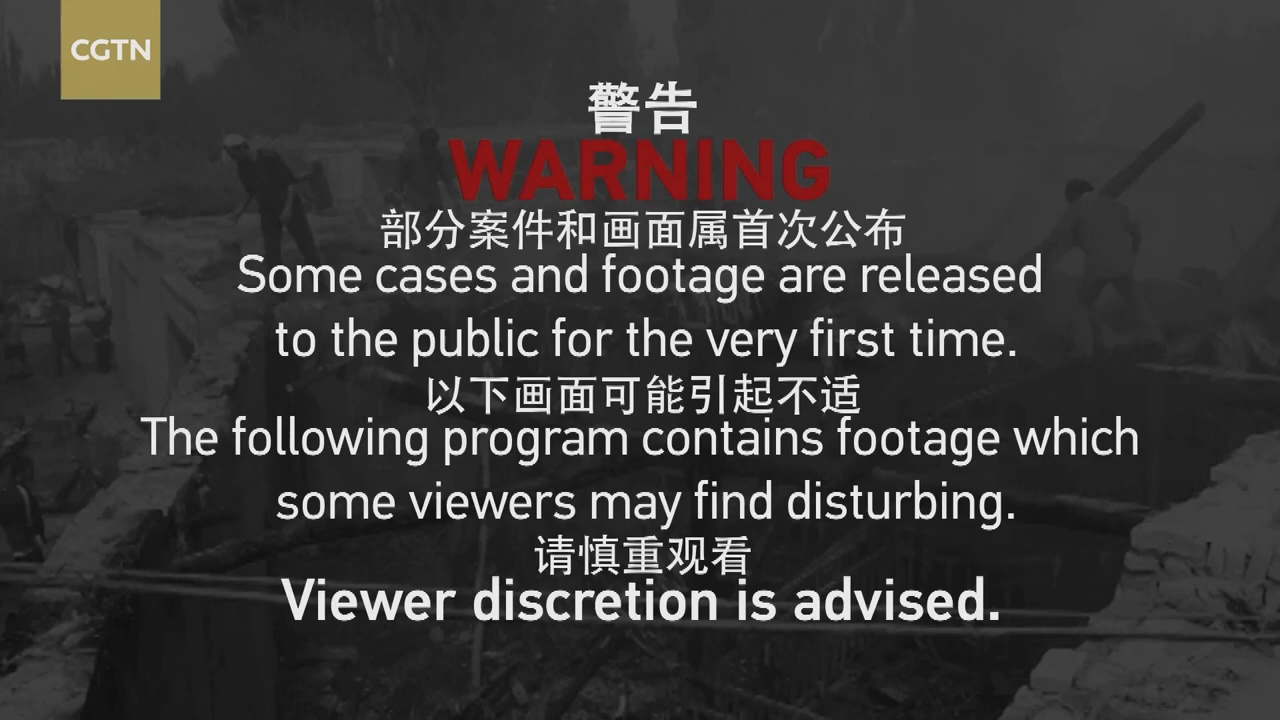 CGTN
警告
WARNING
部分案件和画面属首次公布
Some cases and footage are released
to the public for the very first time.
以下画面可能引起不适
The following program contains footage which
some viewers may find disturbing.
请慎重观看
Viewer discretion is advised.